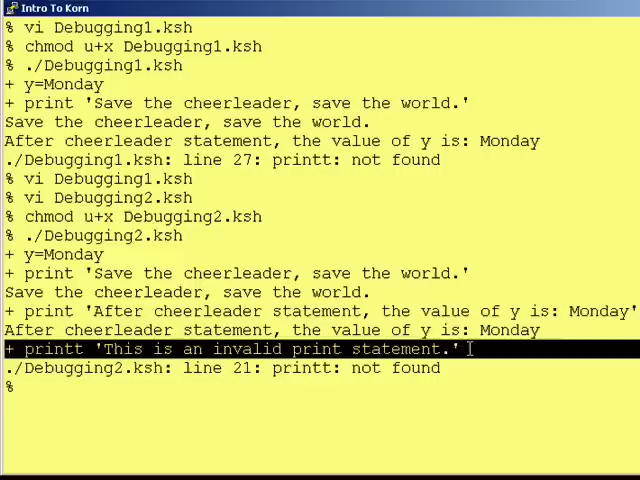 Intro To Korn
% vi Debugging1.ksh
% chmod u+x Debugging1.ksh
% ./Debugging1.ksh
+ y=Monday
+ print 'Save the cheerleader, save the world.'
Save the cheerleader, save the world.
After cheerleader statement, the value of y is: Monday
./Debugging1.ksh: line 27: printt: not found
% vi Debugging1.ksh
% vi Debugging2.ksh
% chmod u+x Debugging2.ksh
% ./Debugging2.ksh
+ y=Monday
+ print 'Save the cheerleader, save the world.'
Save the cheerleader, save the world.
+ print 'After cheerleader statement, the value of y is: Monday'
After cheerleader statement, the value of y is: Monday
+ printt 'This is an invalid print statement.'
./Debugging2.ksh: line 21: printt: not found
%